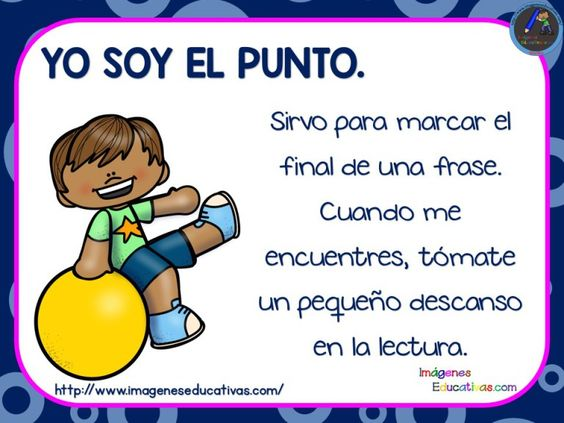 YO SOY EL PUNTO.
Sirvo para marcar el
final de una frase.
Cuando me
encuentres, tómate
un pequeño descanso
en la lectura.
Imágenes
Educativas.com
http://www.imageneseducativas.com/